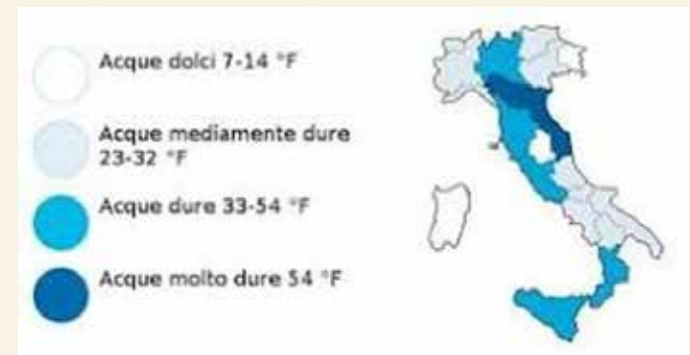 Acque dolci 7-14 °F
Acque mediamente dure
23-32 °F
Acque dure 33-54 °F
Acque molto dure 54 °F